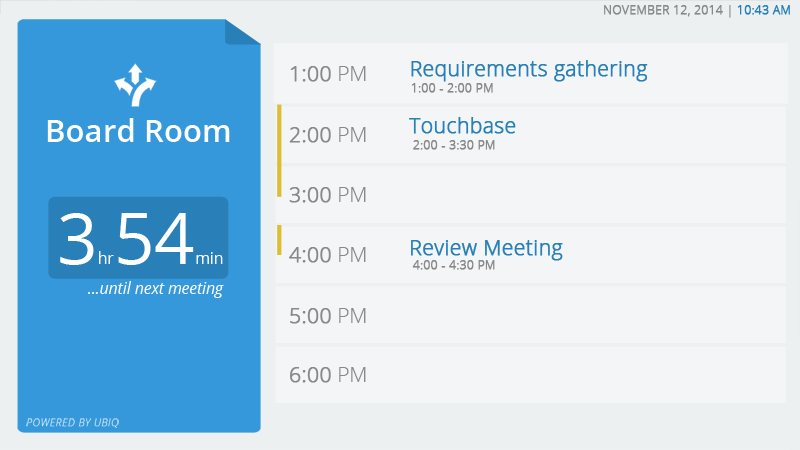 NOVEMBER 12, 2014 | 10:43 AM
Board Room
3 hr 54 min
...until next meeting
POWERED BY UBIQ
1:00 PM Requirements gathering
1:00 - 2:00 PM
2:00 PM Touchbase
2:00 - 3:30 PM
3:00 PM
4:00 PM Review Meeting
4:00 - 4:30 PM
5:00 PM
6:00 PM